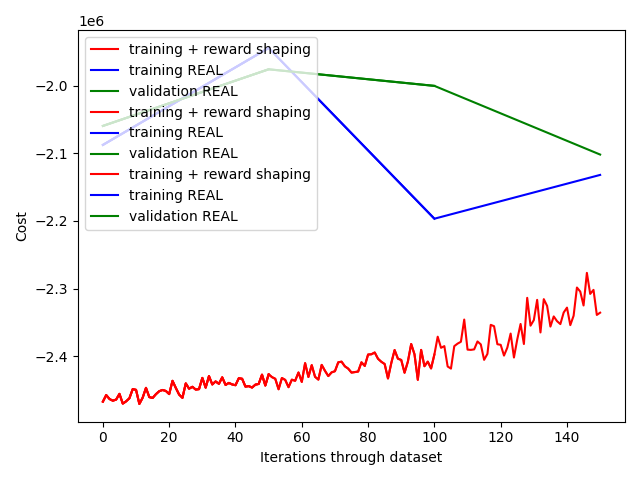 1e6
training + reward shaping
training REAL
validation REAL
training + reward shaping
training REAL
validation REAL
training + reward shaping
training REAL
validation REAL
−2.0
−2.1
−2.2
−2.3
−2.4
Cost
0 20 40 60 80 100 120 140
Iterations through dataset